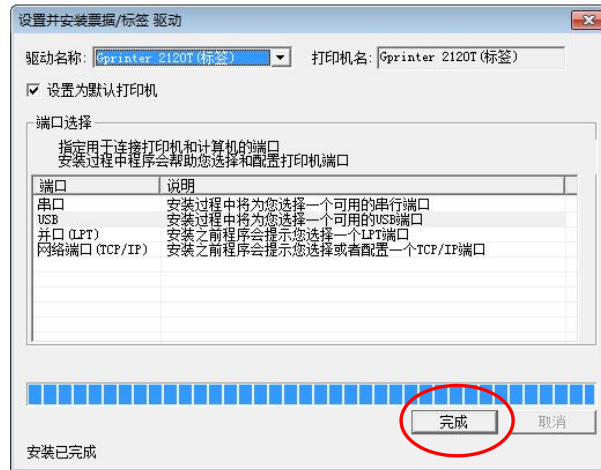 设置并安装票据/标签 驱动
驱动名称: Gprinter 2120T(标签) 打印机名: Gprinter 2120T(标签)
设置为默认打印机
端口选择
指定用于连接打印机和计算机的端口
安装过程中程序会帮助您选择和配置打印机端口
端口 说明
串口 安装过程中将为您选择一个可用的串行端口
USB 安装过程中将为您选择一个可用的USB端口
并口(LPT) 安装之前程序会提示您选择一个LPT端口
网络端口(TCP/IP) 安装之前程序会提示您选择或者配置一个TCP/IP端口
完成 取消
安装已完成